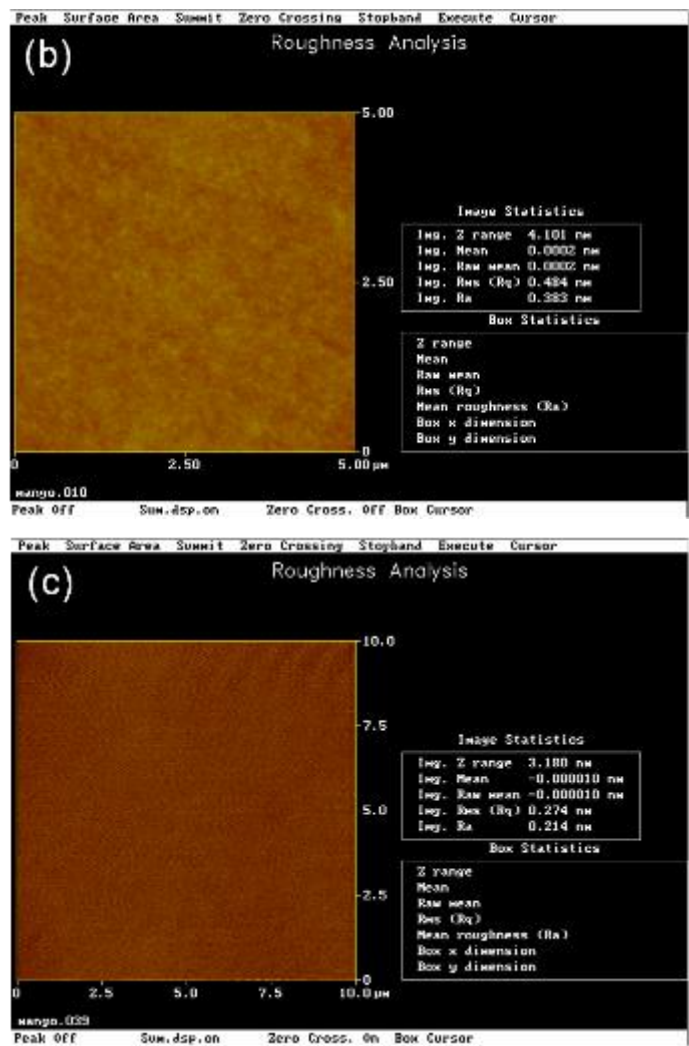 Peak Surface Area Summit Zero Crossing Stopband Execute Cursor
(b)
Roughness Analysis
5.00
2.50
0
0 2.50 5.00 µm
Image Statistics
Img. Z range 4.101 nm
Img. Mean 0.0002 nm
Img. Raw mean 0.0002 nm
Img. Rms (Rq) 0.484 nm
Img. Ra 0.383 nm
Box Statistics
Z range
Mean
Raw mean
Rms (Rq)
Mean roughness (Ra)
Box x dimension
Box y dimension
mango.010
Peak Off Sum.dsp.on Zero Cross. Off Box Cursor
Peak Surface Area Summit Zero Crossing Stopband Execute Cursor
(c)
Roughness Analysis
10.0
7.5
5.0
2.5
0
0 2.5 5.0 7.5 10.0 µm
Image Statistics
Img. Z range 3.180 nm
Img. Mean -0.000010 nm
Img. Raw mean -0.000010 nm
Img. Rms (Rq) 0.274 nm
Img. Ra 0.214 nm
Box Statistics
Z range
Mean
Raw mean
Rms (Rq)
Mean roughness (Ra)
Box x dimension
Box y dimension
mango.039
Peak Off Sum.dsp.on Zero Cross. On Box Cursor